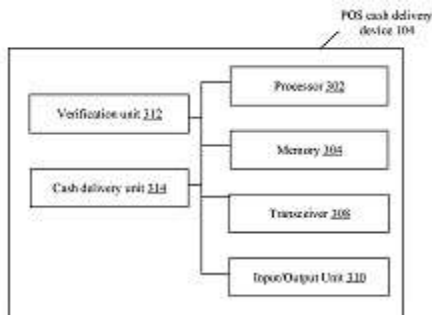 POS cash delivery
device 104
Processor 302
Verification unit 312
Memory 304
Cash delivery unit 314
Transceiver 308
Input/Output Unit 310